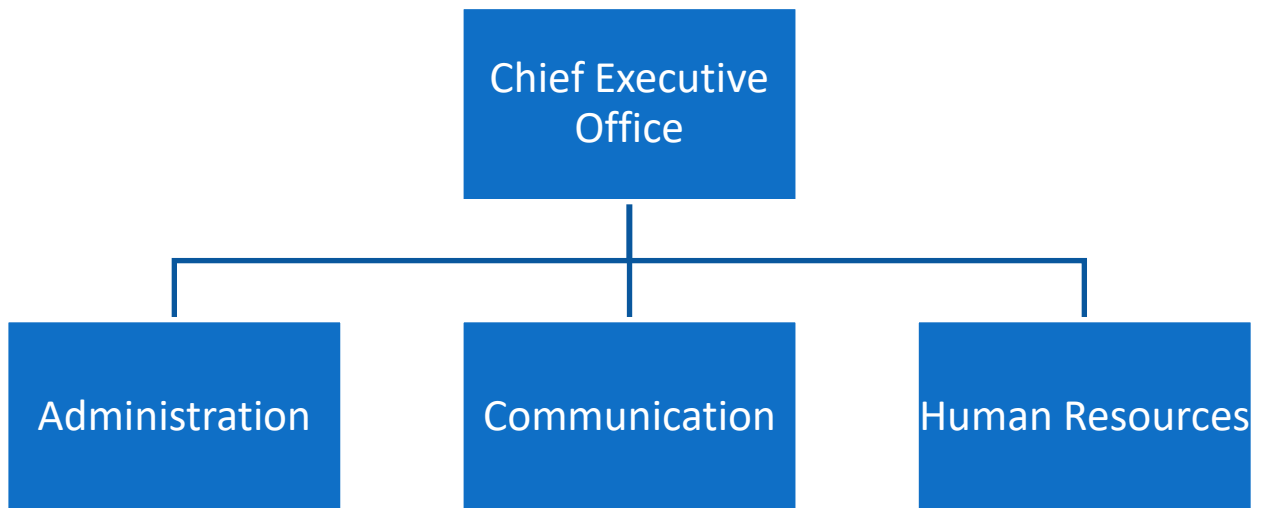 Chief Executive
Office
Administration
Communication
Human Resources